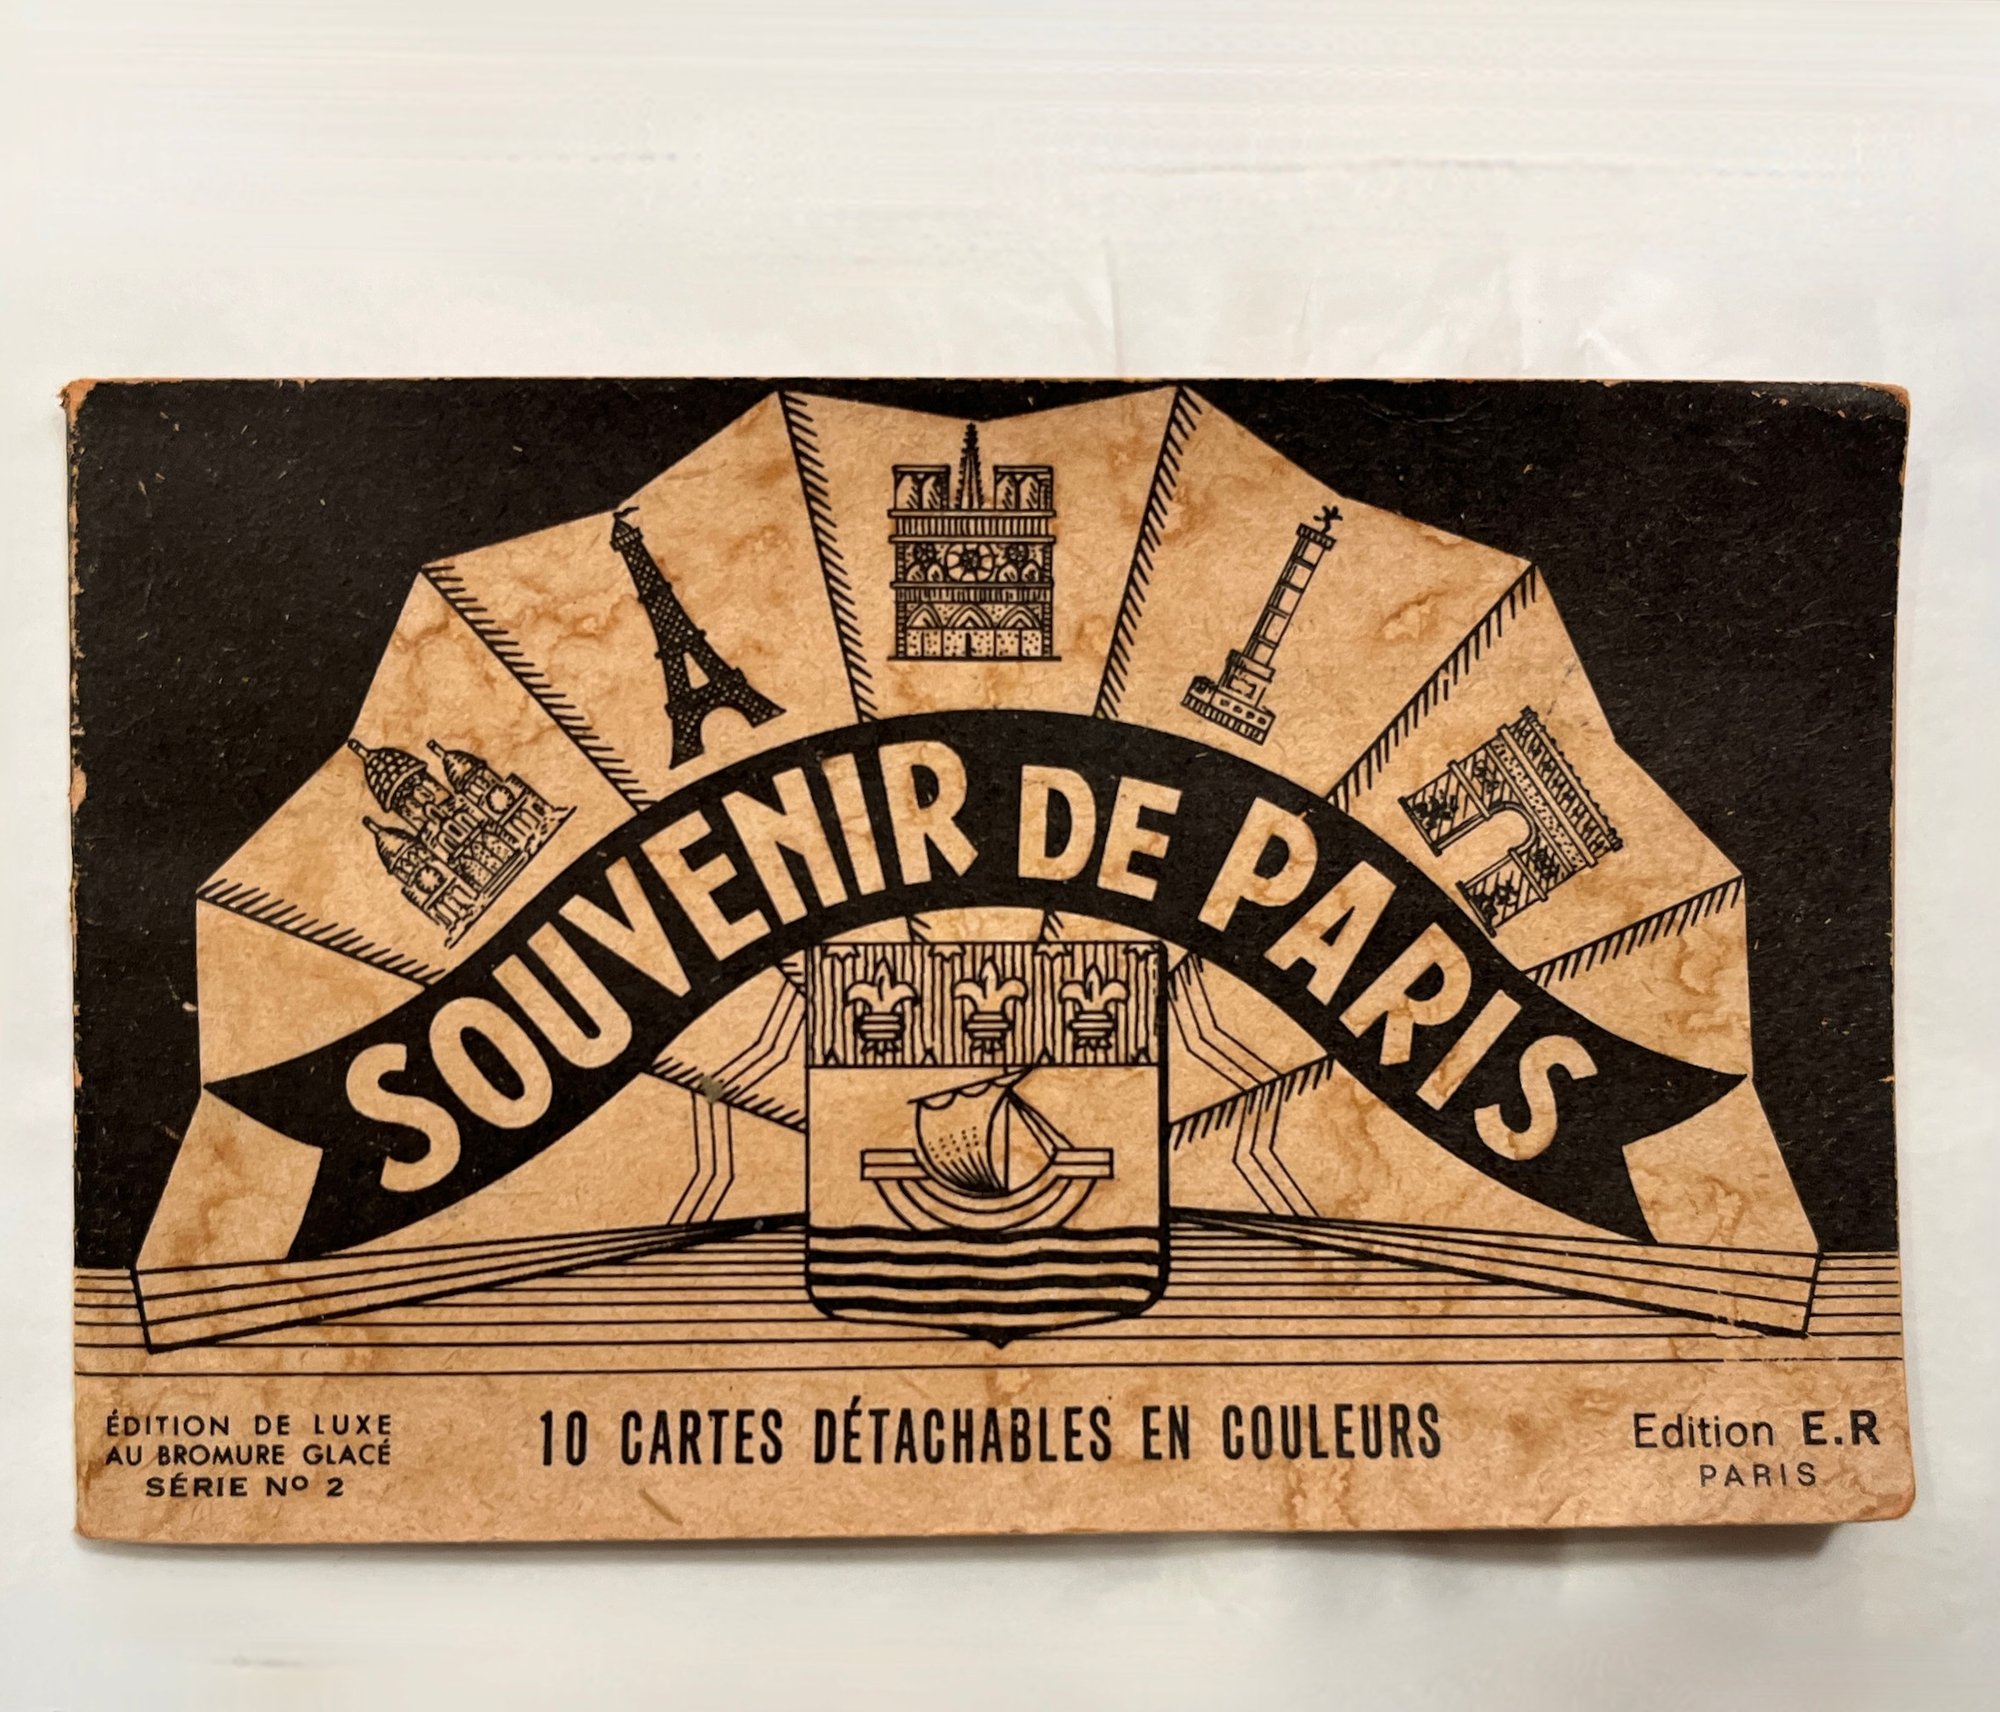 SOUVENIR DE PARIS
ÉDITION DE LUXE
AU BROMURE GLACÉ
SÉRIE Nº 2
10 CARTES DÉTACHABLES EN COULEURS
Edition E.R
PARIS